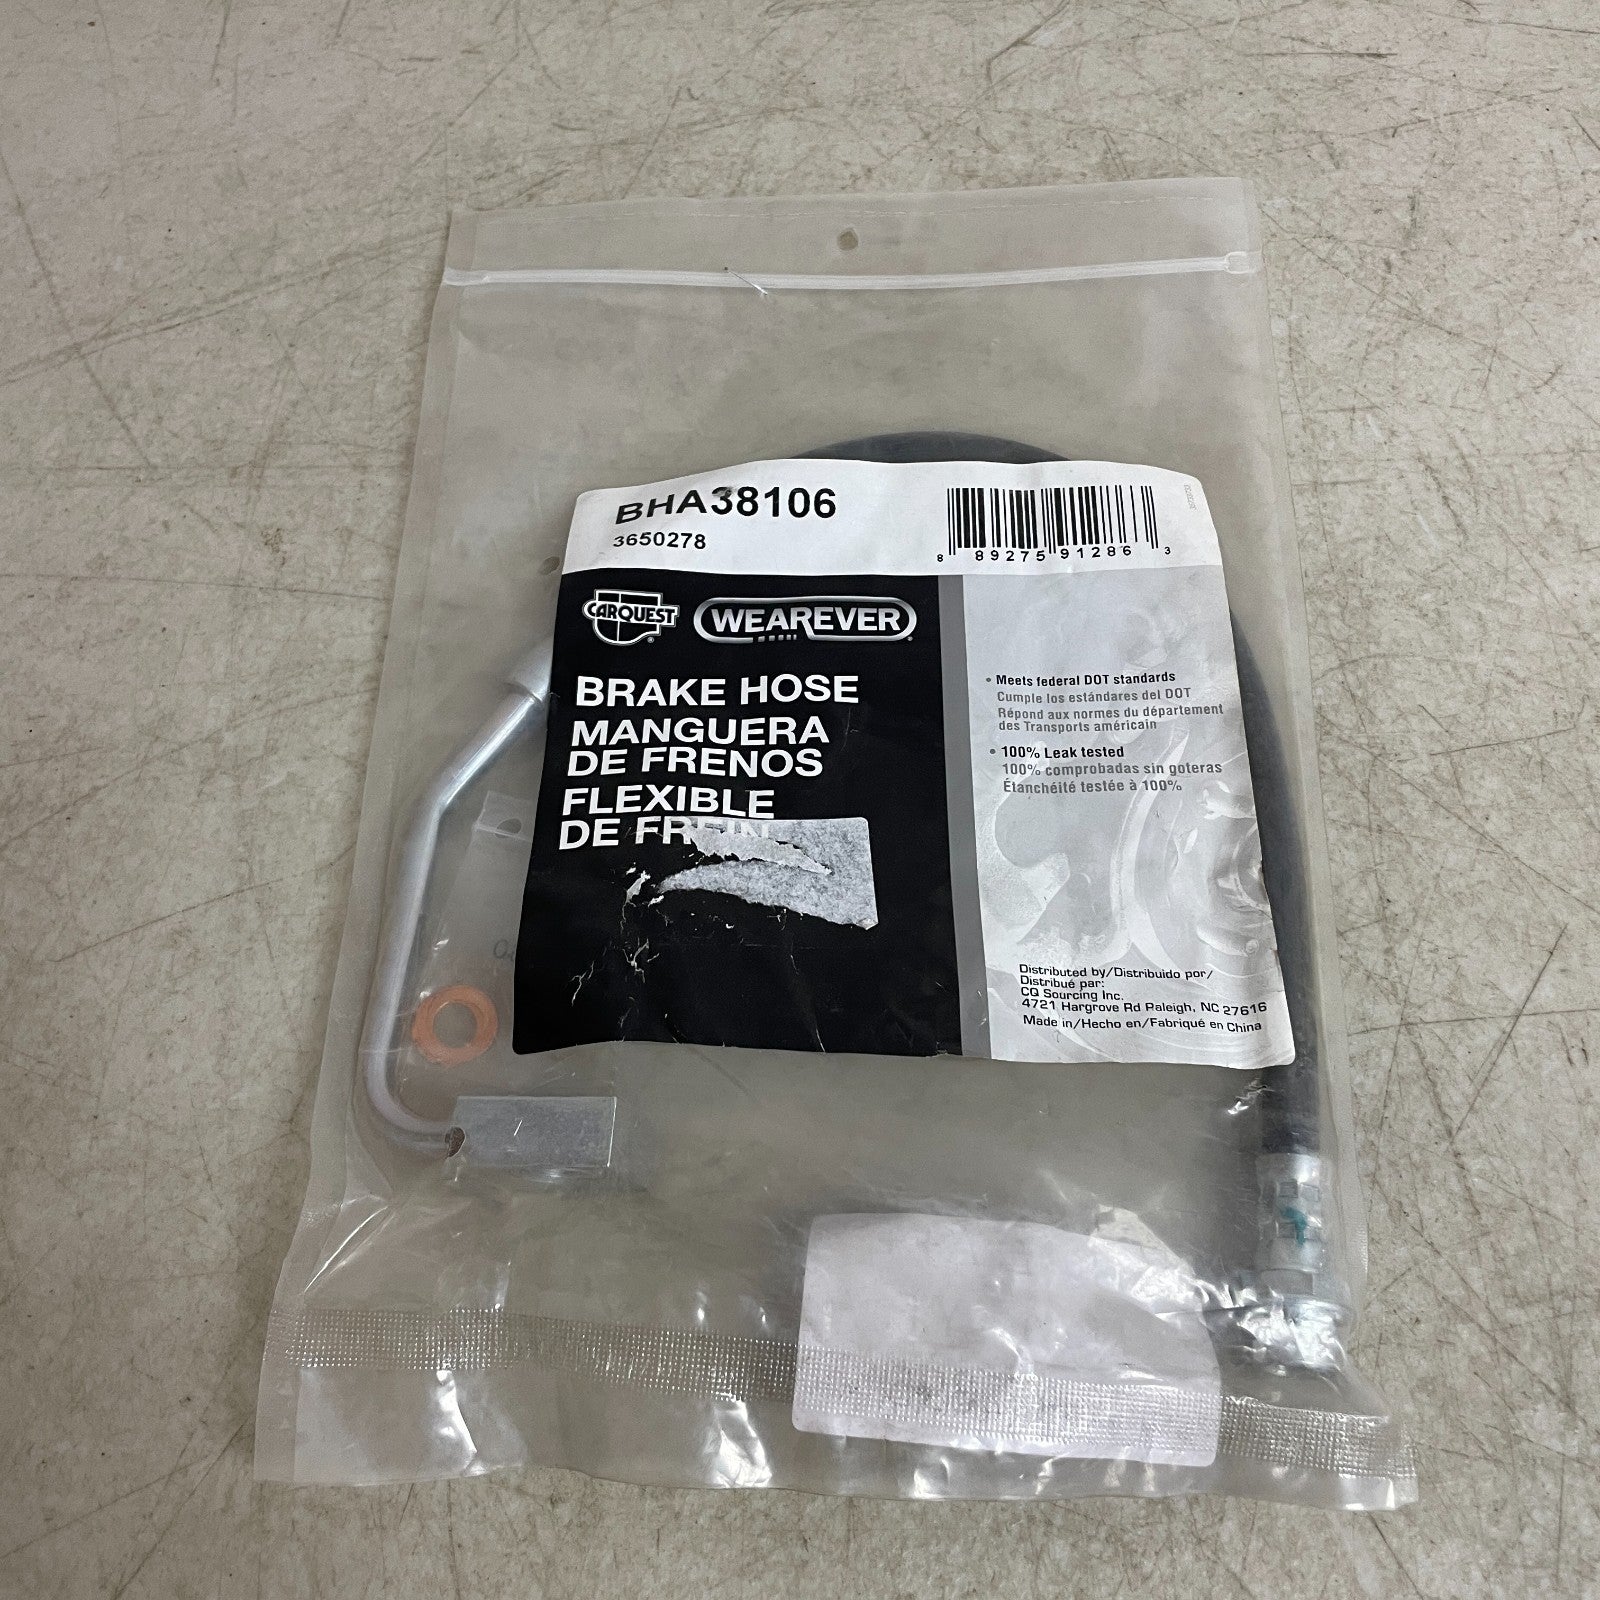 BHA38106
3650278
8 89275 91286 3
CARQUEST
WEAREVER
BRAKE HOSE
MANGUERA
DE FRENOS
FLEXIBLE
DE FREIN
• Meets federal DOT standards
Cumple los estándares del DOT
Répond aux normes du département
des Transports américain
• 100% Leak tested
100% comprobadas sin goteras
Étanchéité testée à 100%
Distributed by/Distribuido por/
Distribué par:
CQ Sourcing Inc.
4721 Hargrove Rd Raleigh, NC 27616
Made in/Hecho en/Fabriqué en China